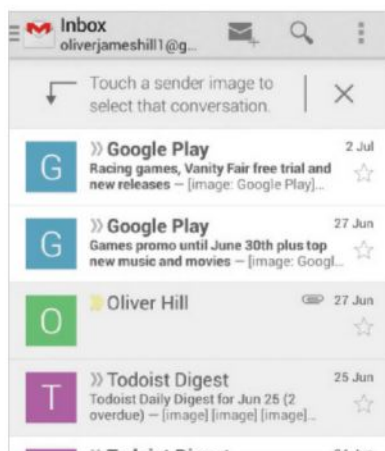 Inbox
oliverjameshill1@g...
Touch a sender image to
select that conversation.
G
Google Play
2 Jul
Racing games, Vanity Fair free trial and
new releases — [image: Google Play]...
G
Google Play
27 Jun
Games promo until June 30th plus top
new music and movies — [image: Googl...
O
Oliver Hill
27 Jun
T
Todoist Digest
25 Jun
Todoist Daily Digest for Jun 25 (2
overdue) — [image] [image] [image]...